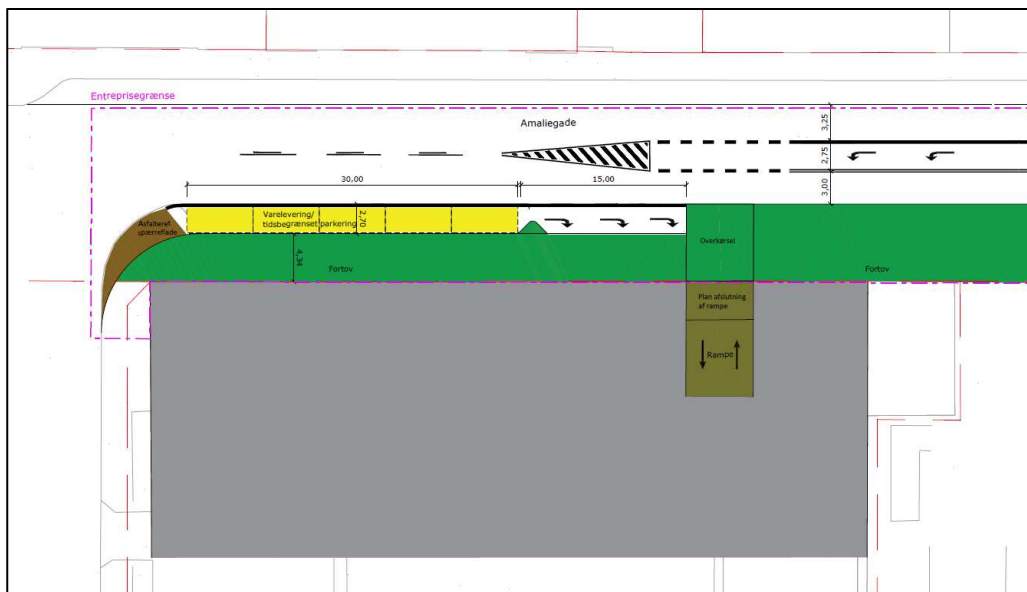 Entreprisegrænse
Amaliegade
3,25
2,75
3,00
30,00
15,00
Asfalteret
spærreflade
Varelevering/
tidsbegrænset parkering
2,70
4,34
Fortov
Overkørsel
Fortov
Plan afslutning
af rampe
Rampe